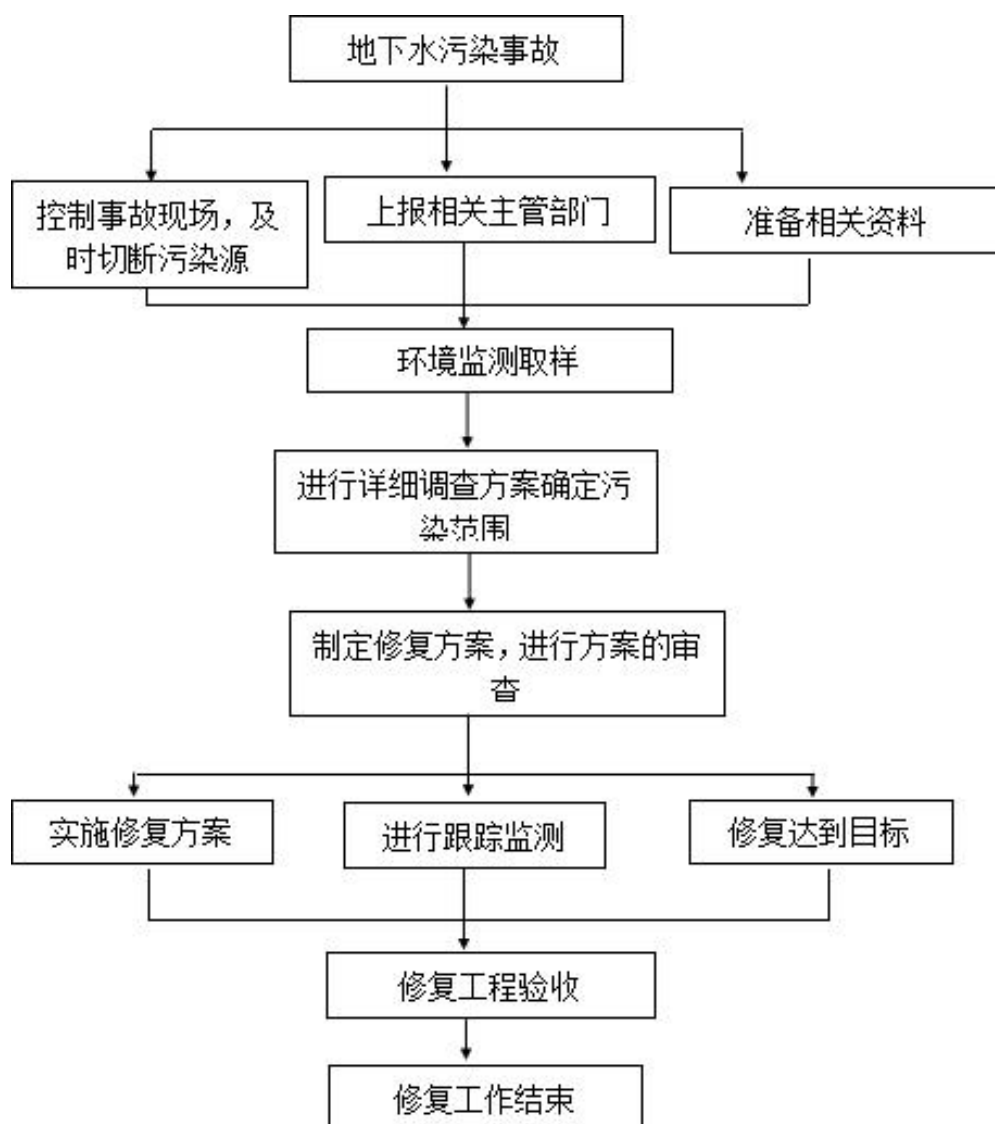 地下水污染事故
控制事故现场，及
时切断污染源
上报相关主管部门
准备相关资料
环境监测取样
进行详细调查方案确定污
染范围
制定修复方案，进行方案的审
查
实施修复方案
进行跟踪监测
修复达到目标
修复工程验收
修复工作结束